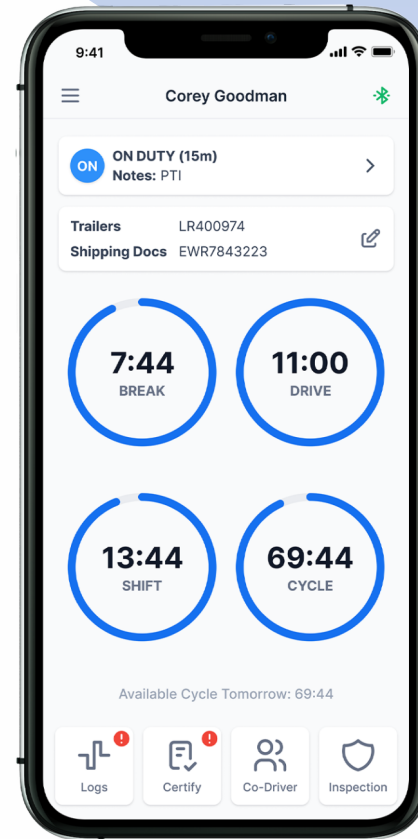 9:41
Corey Goodman
ON
ON DUTY (15m)
Notes: PTI
Trailers LR400974
Shipping Docs EWR7843223
7:44
BREAK
11:00
DRIVE
13:44
SHIFT
69:44
CYCLE
Available Cycle Tomorrow: 69:44
Logs
Certify
Co-Driver
Inspection